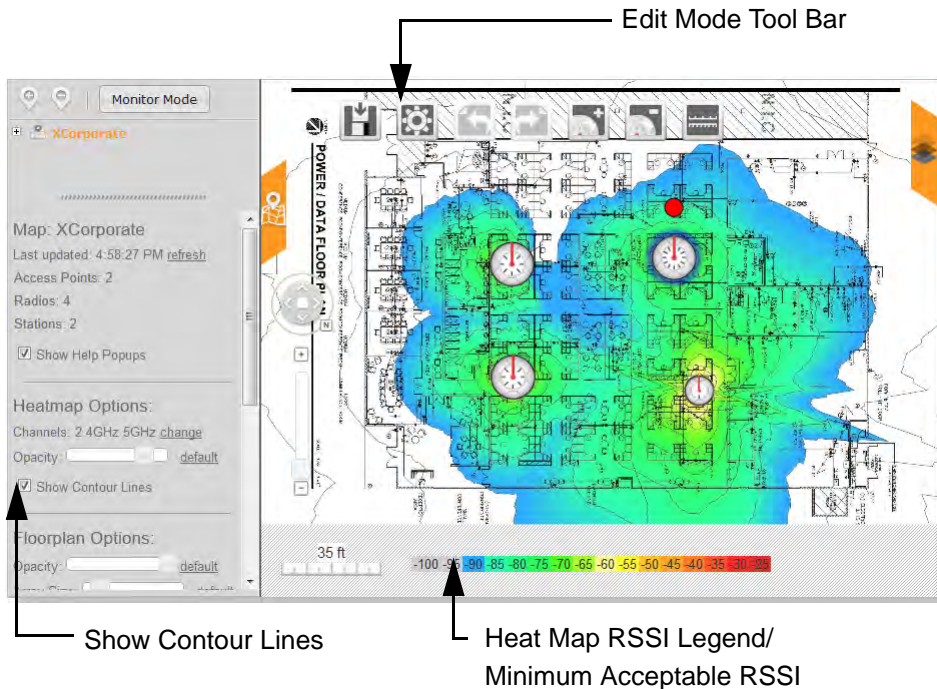 Edit Mode Tool Bar
Monitor Mode
XCorporate
POWER / DATA FLOOR PLAN
Map: XCorporate
Last updated: 4:58:27 PM refresh
Access Points: 2
Radios: 4
Stations: 2
Show Help Popups
Heatmap Options:
Channels: 2.4GHz 5GHz change
Opacity: default
Show Contour Lines
Floorplan Options:
Opacity: default
35 ft
-100 -95 -90 -85 -80 -75 -70 -65 -60 -55 -50 -45 -40 -35 -30 -25
Show Contour Lines
Heat Map RSSI Legend/
Minimum Acceptable RSSI